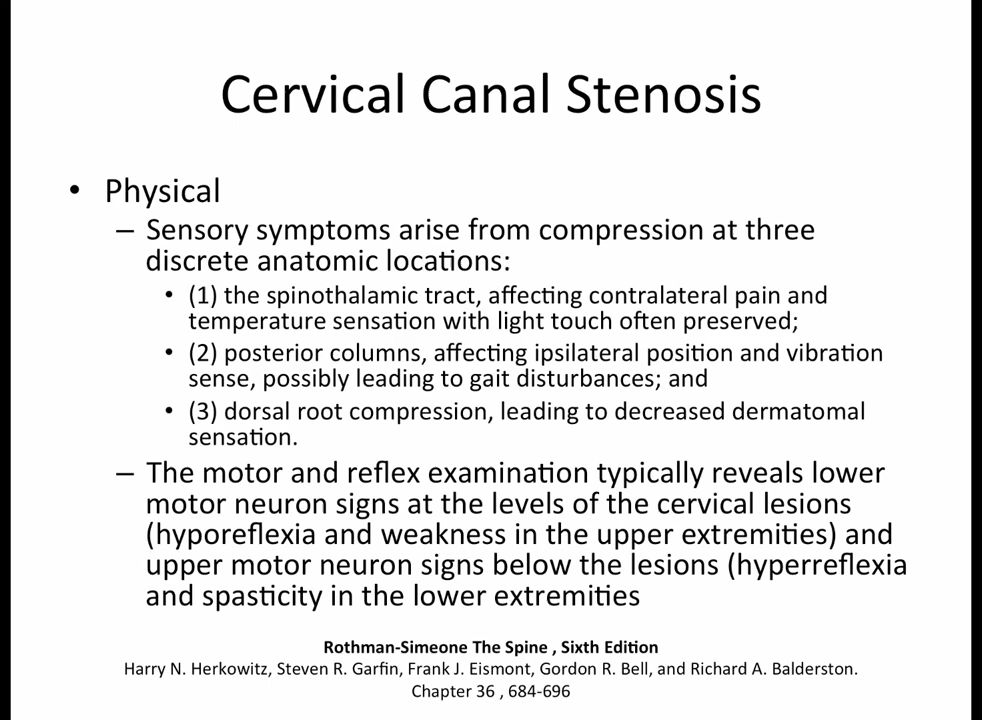 Cervical Canal Stenosis
• Physical
– Sensory symptoms arise from compression at three
discrete anatomic locations:
• (1) the spinothalamic tract, affecting contralateral pain and
temperature sensation with light touch often preserved;
• (2) posterior columns, affecting ipsilateral position and vibration
sense, possibly leading to gait disturbances; and
• (3) dorsal root compression, leading to decreased dermatomal
sensation.
– The motor and reflex examination typically reveals lower
motor neuron signs at the levels of the cervical lesions
(hyporeflexia and weakness in the upper extremities) and
upper motor neuron signs below the lesions (hyperreflexia
and spasticity in the lower extremities
Rothman-Simeone The Spine , Sixth Edition
Harry N. Herkowitz, Steven R. Garfin, Frank J. Eismont, Gordon R. Bell, and Richard A. Balderston.
Chapter 36 , 684-696